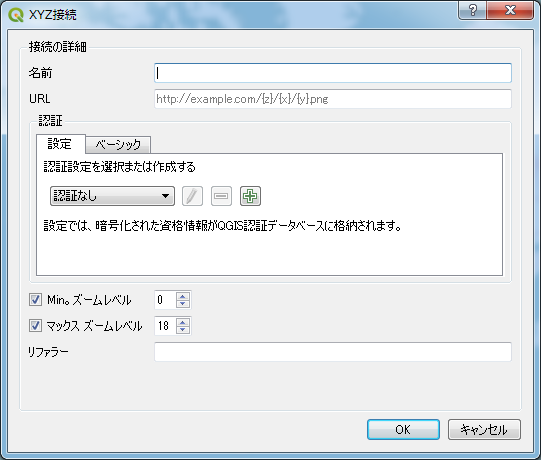 XYZ接続
接続の詳細
名前
URL http://example.com/{z}/{x}/{y}.png
認証
設定 ベーシック
認証設定を選択または作成する
認証なし
設定では、暗号化された資格情報がQGIS認証データベースに格納されます。
Min。ズームレベル 0
マックス ズームレベル 18
リファラー
OK キャンセル